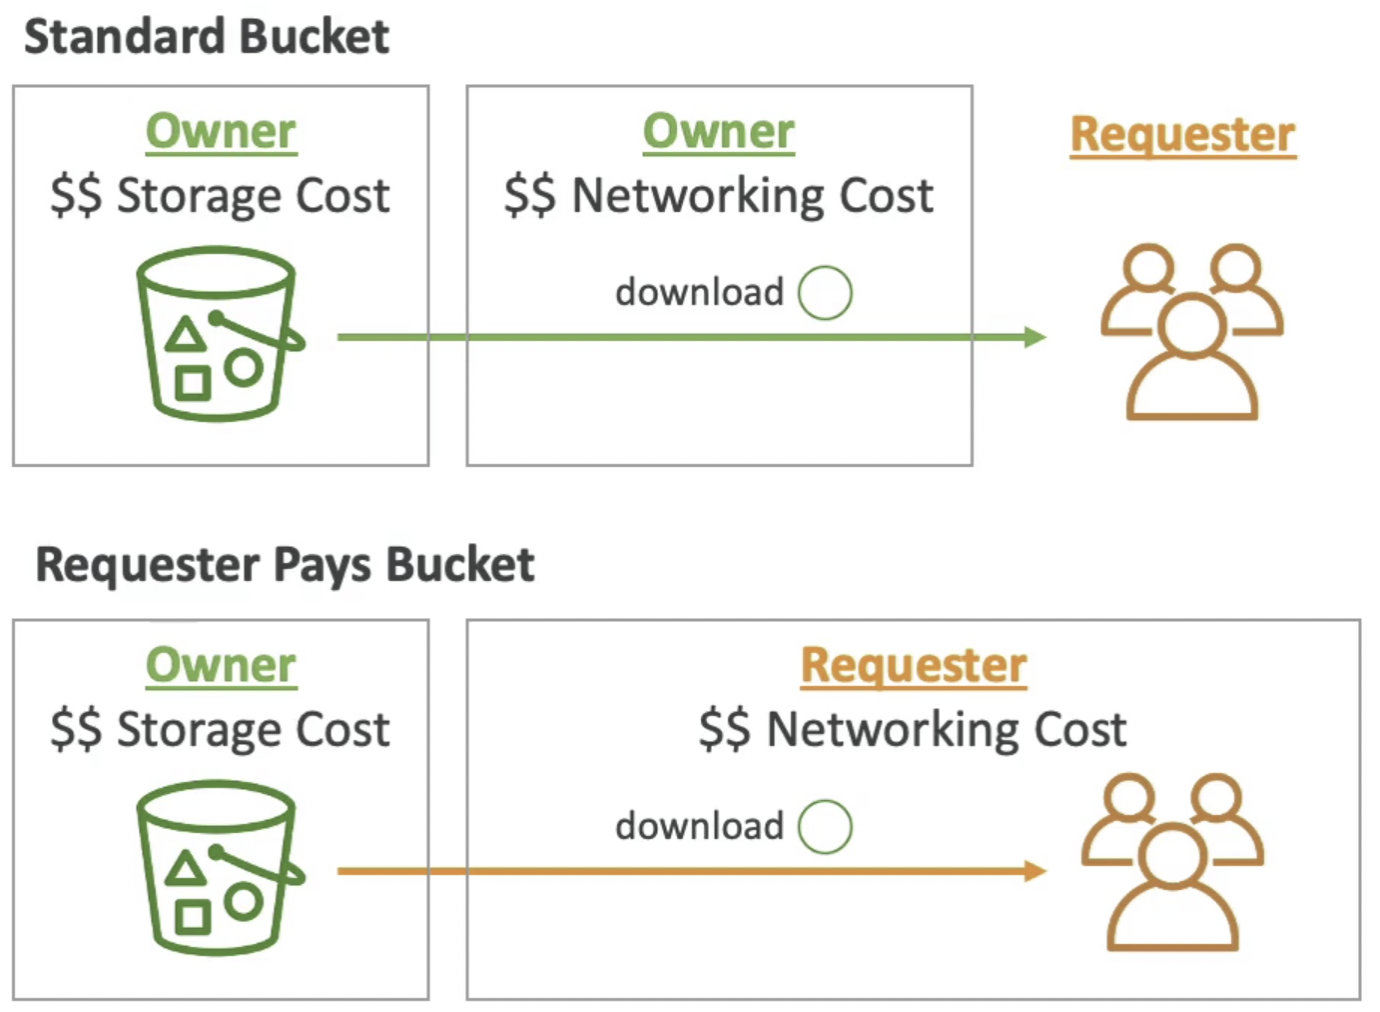 Standard Bucket
Owner
$$ Storage Cost
Owner
$$ Networking Cost
download
Requester
Requester Pays Bucket
Owner
$$ Storage Cost
Requester
$$ Networking Cost
download